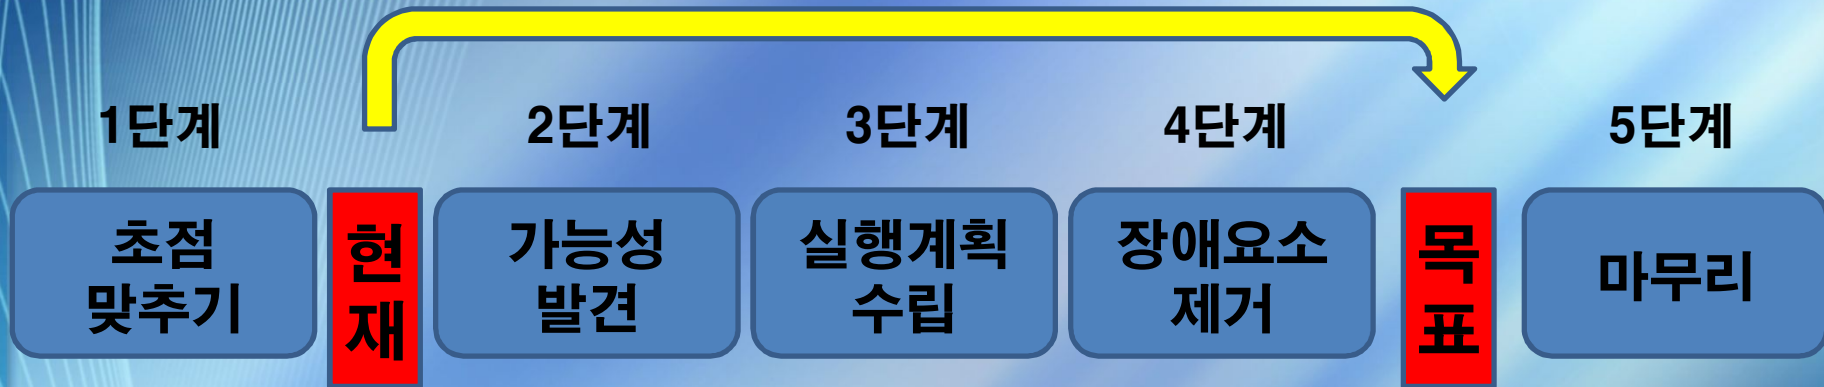 1단계
2단계
3단계
4단계
5단계
초점
맞추기
현
재
가능성
발견
실행계획
수립
장애요소
제거
목
표
마무리